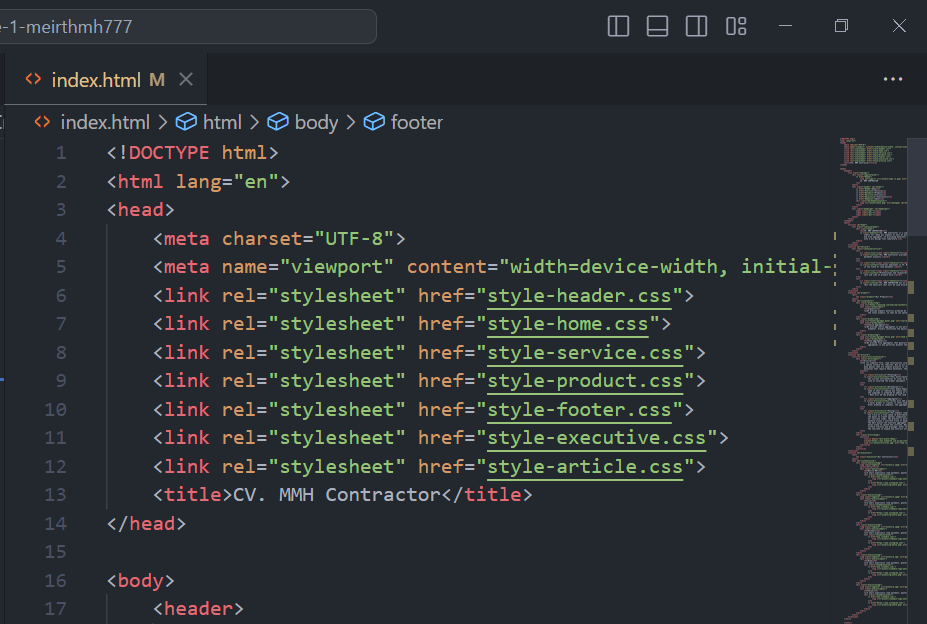 e-1-meirthmh777
index.html M
index.html > html > body > footer
1 <!DOCTYPE html>
2 <html lang="en">
3 <head>
4 <meta charset="UTF-8">
5 <meta name="viewport" content="width=device-width, initial-
6 <link rel="stylesheet" href="style-header.css">
7 <link rel="stylesheet" href="style-home.css">
8 <link rel="stylesheet" href="style-service.css">
9 <link rel="stylesheet" href="style-product.css">
10 <link rel="stylesheet" href="style-footer.css">
11 <link rel="stylesheet" href="style-executive.css">
12 <link rel="stylesheet" href="style-article.css">
13 <title>CV. MMH Contractor</title>
14 </head>
15
16 <body>
17 <header>